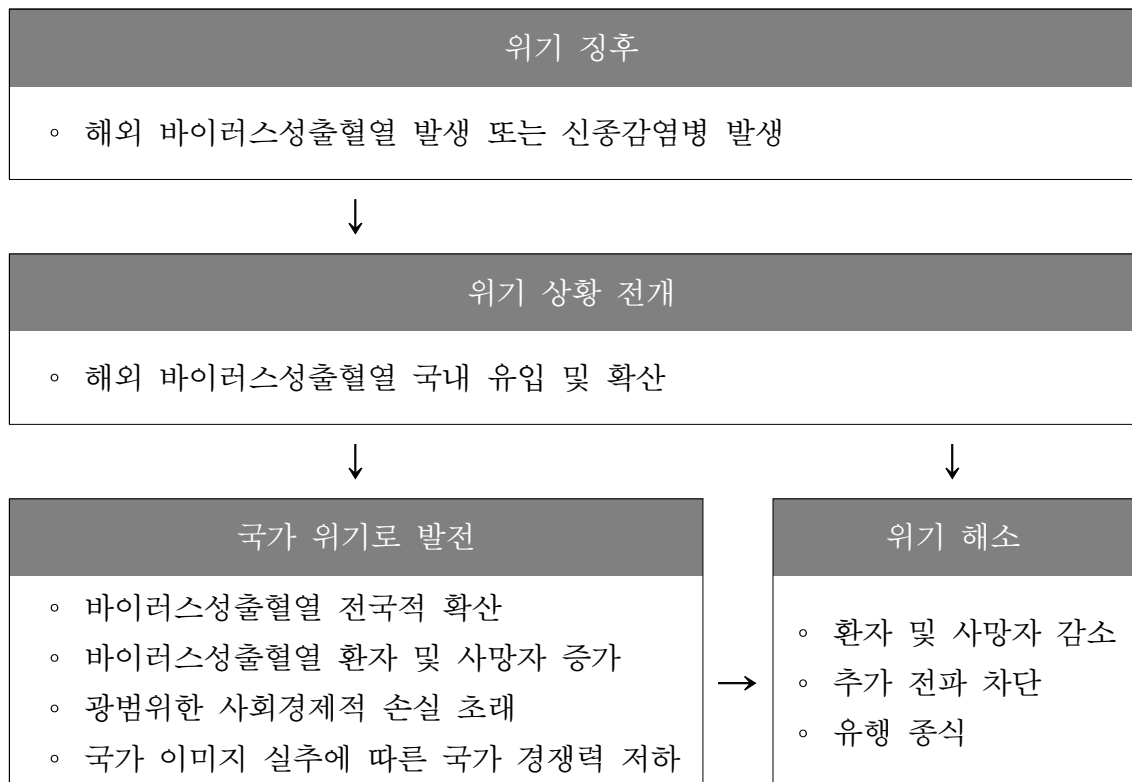 위기 징후
◦ 해외 바이러스성출혈열 발생 또는 신종감염병 발생
↓
위기 상황 전개
◦ 해외 바이러스성출혈열 국내 유입 및 확산
↓ ↓
국가 위기로 발전
◦ 바이러스성출혈열 전국적 확산
◦ 바이러스성출혈열 환자 및 사망자 증가
◦ 광범위한 사회경제적 손실 초래
◦ 국가 이미지 실추에 따른 국가 경쟁력 저하
→
위기 해소
◦ 환자 및 사망자 감소
◦ 추가 전파 차단
◦ 유행 종식